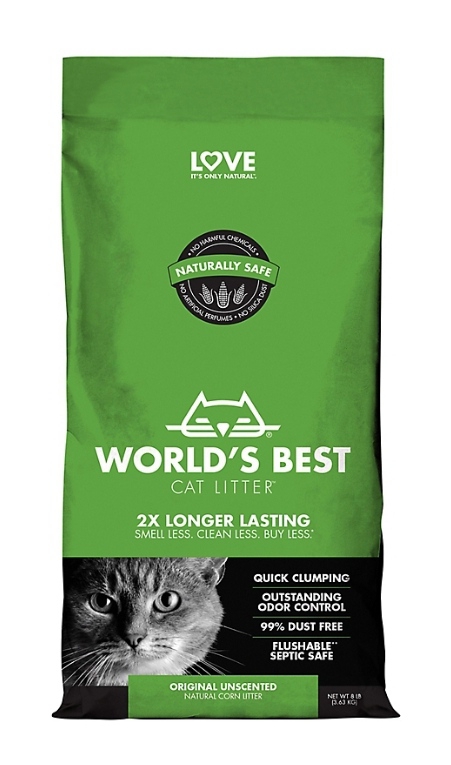 LOVE
IT'S ONLY NATURAL.
• NO HARMFUL CHEMICALS •
NATURALLY SAFE
NO ARTIFICIAL PERFUMES • NO SILICA DUST
®
WORLD'S BEST
CAT LITTER™
2X LONGER LASTING
SMELL LESS. CLEAN LESS. BUY LESS.*
QUICK CLUMPING
OUTSTANDING
ODOR CONTROL
99% DUST FREE
FLUSHABLE**
SEPTIC SAFE
ORIGINAL UNSCENTED
NATURAL CORN LITTER
NET WT 8 LB
(3.63 KG)